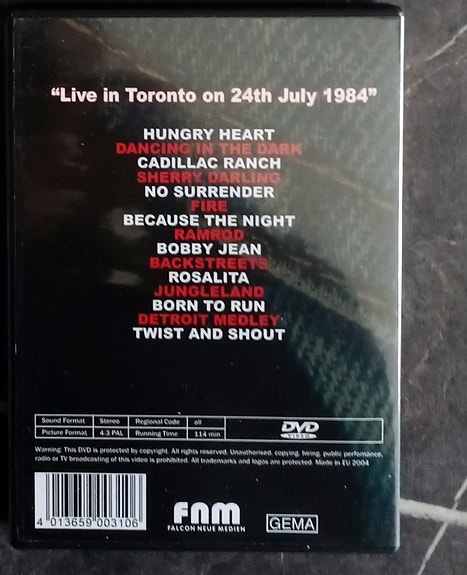 "Live in Toronto on 24th July 1984"
HUNGRY HEART
DANCING IN THE DARK
CADILLAC RANCH
SHERRY DARLING
NO SURRENDER
FIRE
BECAUSE THE NIGHT
RAMROD
BOBBY JEAN
BACKSTREETS
ROSALITA
JUNGLELAND
BORN TO RUN
DETROIT MEDLEY
TWIST AND SHOUT
Sound Format Stereo Regional Code all
Picture Format 4.3 PAL Running Time 114 min
DVD
VIDEO
Warning: This DVD is protected by copyright. All rights reserved. Unauthorised, copying, hiring, public performance,
radio or TV broadcasting of this video is prohibited. All trademarks and logos are protected. Made in EU 2004
4 013659 003106
FNM
FALCON NEUE MEDIEN
GEMA